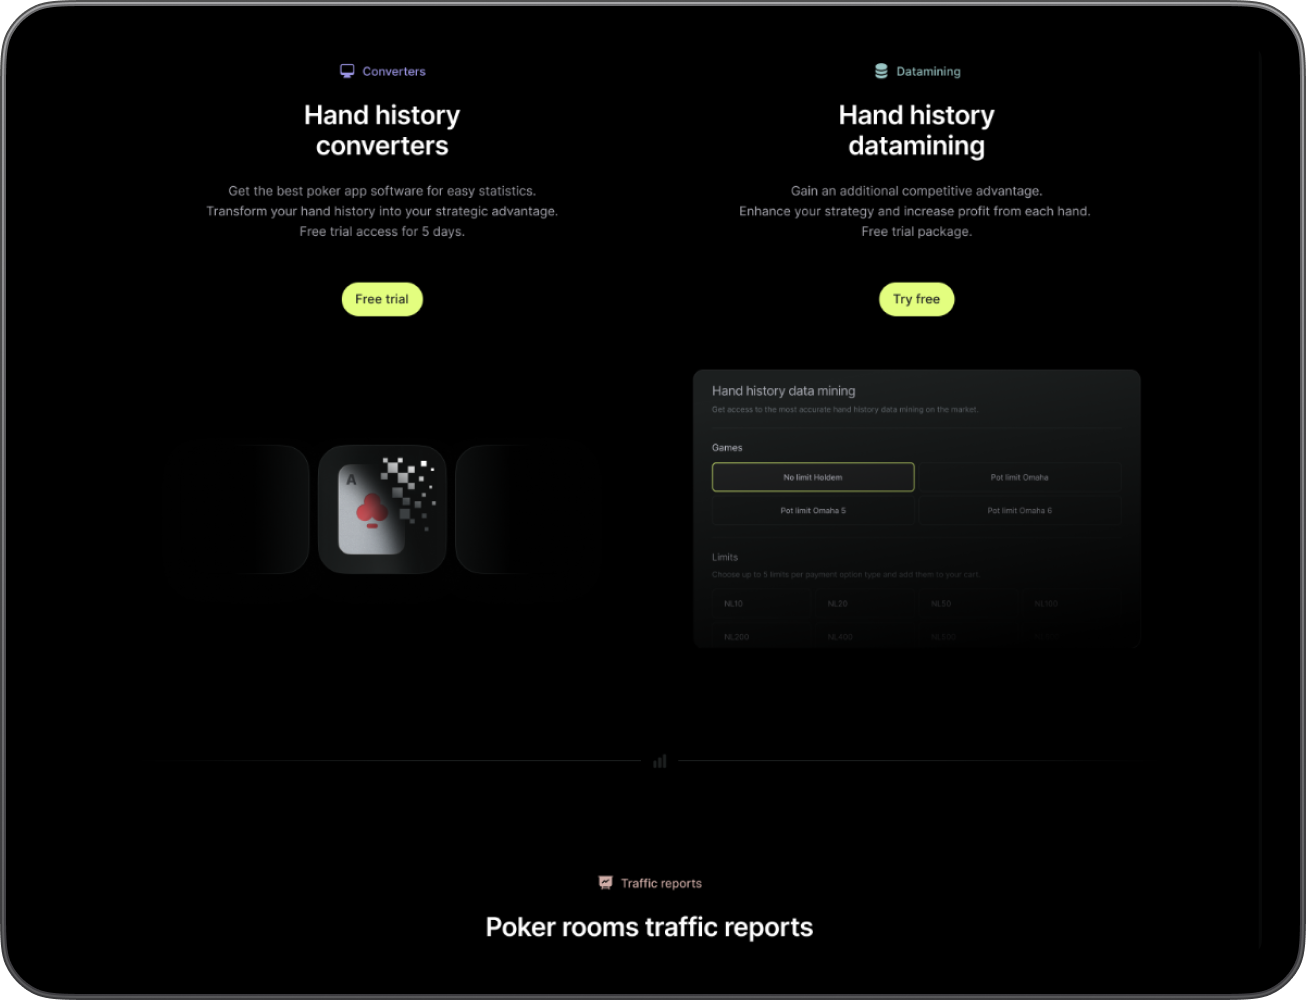 Converters
Hand history
converters
Get the best poker app software for easy statistics.
Transform your hand history into your strategic advantage.
Free trial access for 5 days.
Free trial
A
Datamining
Hand history
datamining
Gain an additional competitive advantage.
Enhance your strategy and increase profit from each hand.
Free trial package.
Try free
Hand history data mining
Get access to the most accurate hand history data mining on the market.
Games
No limit Holdem
Pot limit Omaha
Pot limit Omaha 5
Pot limit Omaha 6
Limits
Choose up to 5 limits per payment option type and add them to your cart.
NL10
NL20
NL50
NL100
NL200
NL400
Traffic reports
Poker rooms traffic reports